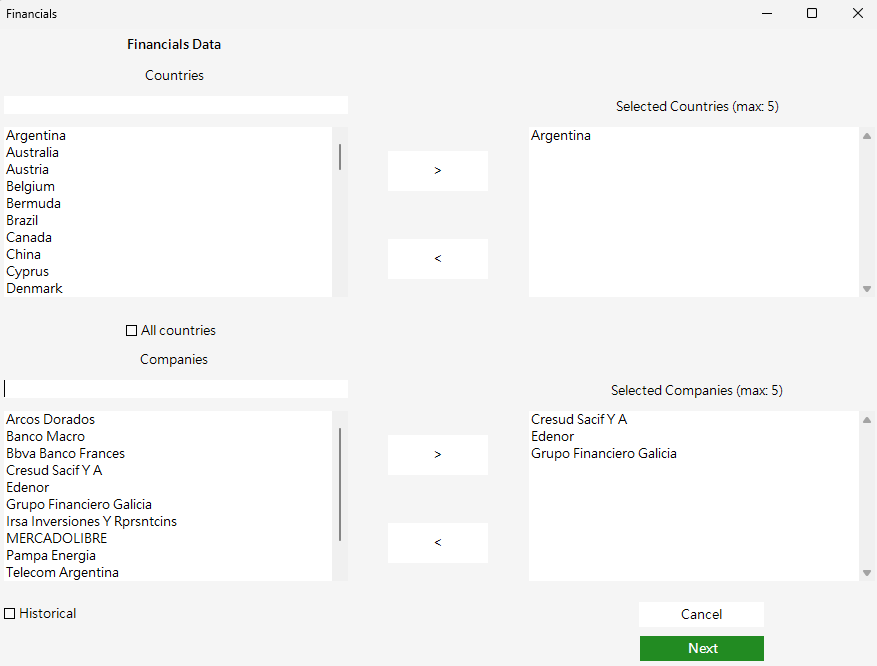 Financials
Financials Data
Countries
Selected Countries (max: 5)
Argentina
Australia
Austria
Belgium
Bermuda
Brazil
Canada
China
Cyprus
Denmark
>
<
Argentina
All countries
Companies
Selected Companies (max: 5)
Arcos Dorados
Banco Macro
Bbva Banco Frances
Cresud Sacif Y A
Edenor
Grupo Financiero Galicia
Irsa Inversiones Y Rprsntcins
MERCADOLIBRE
Pampa Energia
Telecom Argentina
>
<
Cresud Sacif Y A
Edenor
Grupo Financiero Galicia
Historical
Cancel
Next